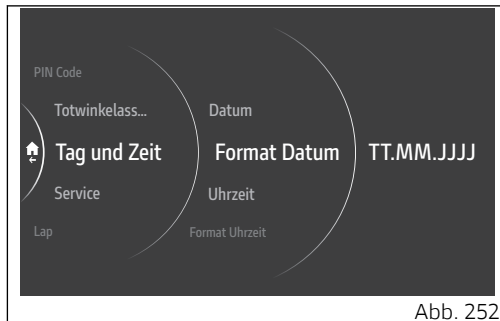 PIN Code
Totwinkelass...
Tag und Zeit
Service
Lap
Datum
Format Datum
Uhrzeit
Format Uhrzeit
TT.MM.JJJJ
Abb. 252